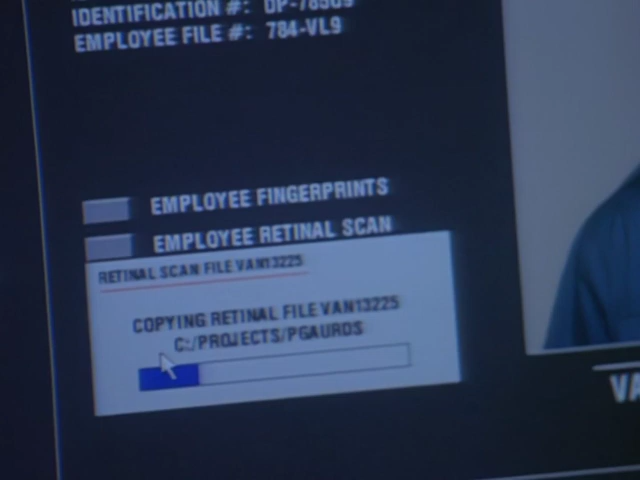 IDENTIFICATION #:
EMPLOYEE FILE #: 784-VL9
EMPLOYEE FINGERPRINTS
EMPLOYEE RETINAL SCAN
RETINAL SCAN FILE VAN13225
COPYING RETINAL FILE VAN13225
C:/PROJECTS/PGAURDS
VA